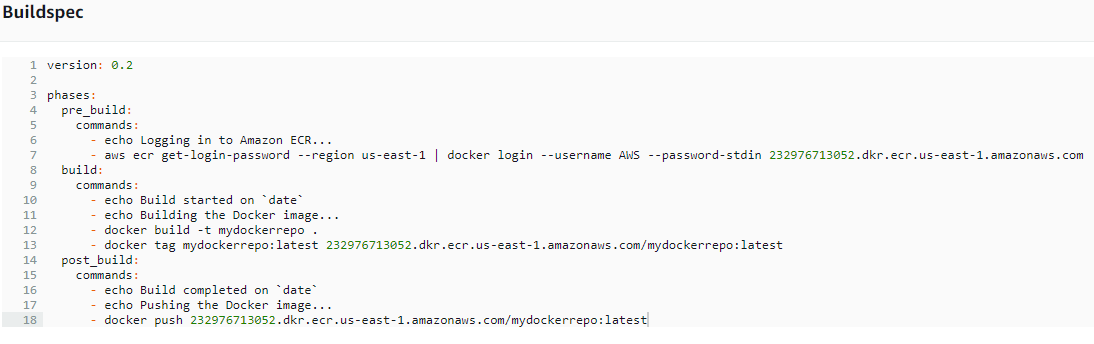 Buildspec
1 version: 0.2
2
3 phases:
4   pre_build:
5     commands:
6       - echo Logging in to Amazon ECR...
7       - aws ecr get-login-password --region us-east-1 | docker login --username AWS --password-stdin 232976713052.dkr.ecr.us-east-1.amazonaws.com
8   build:
9     commands:
10       - echo Build started on `date`
11       - echo Building the Docker image...
12       - docker build -t mydockerrepo .
13       - docker tag mydockerrepo:latest 232976713052.dkr.ecr.us-east-1.amazonaws.com/mydockerrepo:latest
14   post_build:
15     commands:
16       - echo Build completed on `date`
17       - echo Pushing the Docker image...
18       - docker push 232976713052.dkr.ecr.us-east-1.amazonaws.com/mydockerrepo:latest